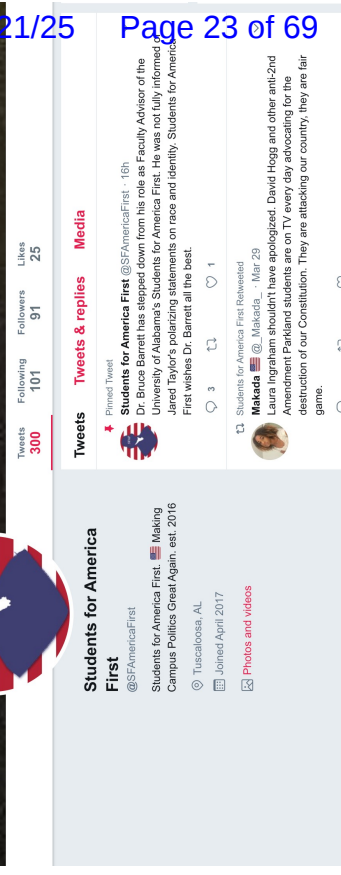 21/25 Page 23 of 69
Tweets
300
Following
101
Followers
91
Likes
25
Students for America
First
@SFAmericaFirst
Students for America First. 🇺🇸 Making
Campus Politics Great Again. est. 2016
Tuscaloosa, AL
Joined April 2017
Photos and videos
Tweets Tweets & replies Media
Pinned Tweet
Students for America First @SFAmericaFirst · 16h
Dr. Bruce Barrett has stepped down from his role as Faculty Advisor of the
University of Alabama's Students for America First. He was not fully informed of
Jared Taylor's polarizing statements on race and identity. Students for America
First wishes Dr. Barrett all the best.
3 1
Students for America First Retweeted
Makada 🇺🇸 @_Makada_ · Mar 29
Laura Ingraham shouldn't have apologized. David Hogg and other anti-2nd
Amendment Parkland students are on TV every day advocating for the
destruction of our Constitution. They are attacking our country, they are fair
game.